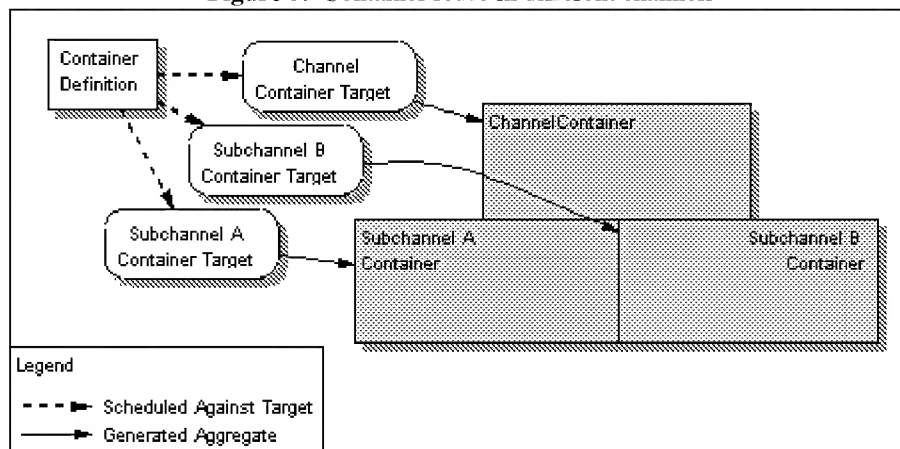 Container
Definition
Channel
Container Target
ChannelContainer
Subchannel B
Container Target
Subchannel A
Container Target
Subchannel A
Container
Subchannel B
Container
Legend
Scheduled Against Target
Generated Aggregate